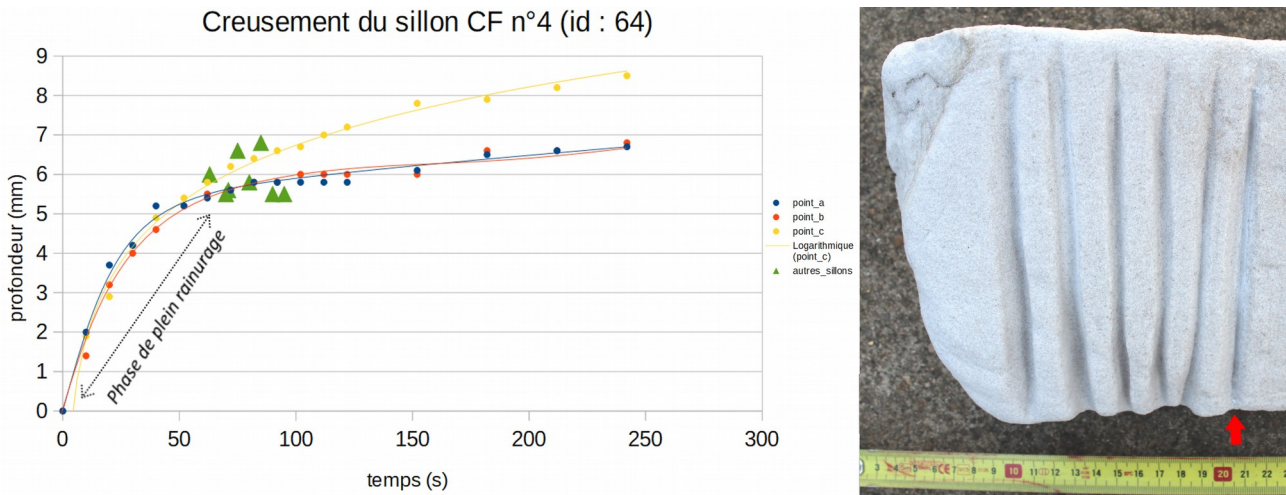 Creusement du sillon CF n°4 (id : 64)
9
8
7
6
5
4
3
2
1
0
profondeur (mm)
Phase de plein rainurage
0 50 100 150 200 250 300
temps (s)
point_a
point_b
point_c
Logarithmique
(point_c)
autres_sillons
3 4 5 6 7 8 9 10 11 12 13 14 15 16 17 18 19 20 21 22